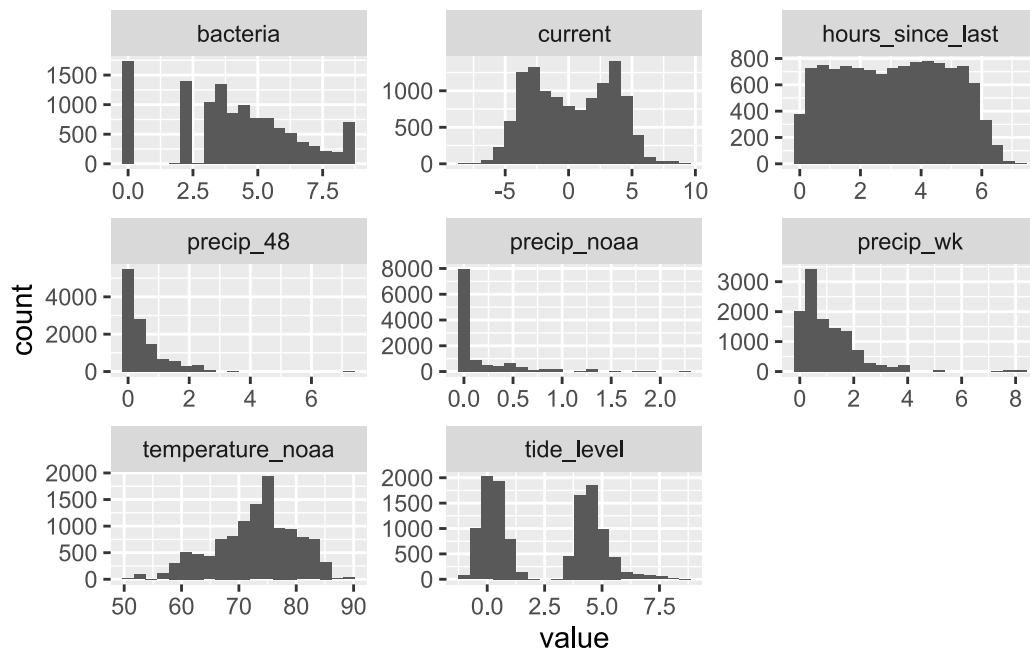 bacteria
1500
1000
500
0
0.0 2.5 5.0 7.5
current
1000
500
0
-5 0 5 10
hours_since_last
800
600
400
200
0
0 2 4 6
precip_48
4000
2000
0
0 2 4 6
precip_noaa
8000
6000
4000
2000
0
0.0 0.5 1.0 1.5 2.0
precip_wk
3000
2000
1000
0
0 2 4 6 8
temperature_noaa
2000
1500
1000
500
0
50 60 70 80 90
tide_level
2000
1500
1000
500
0
0.0 2.5 5.0 7.5
count
value